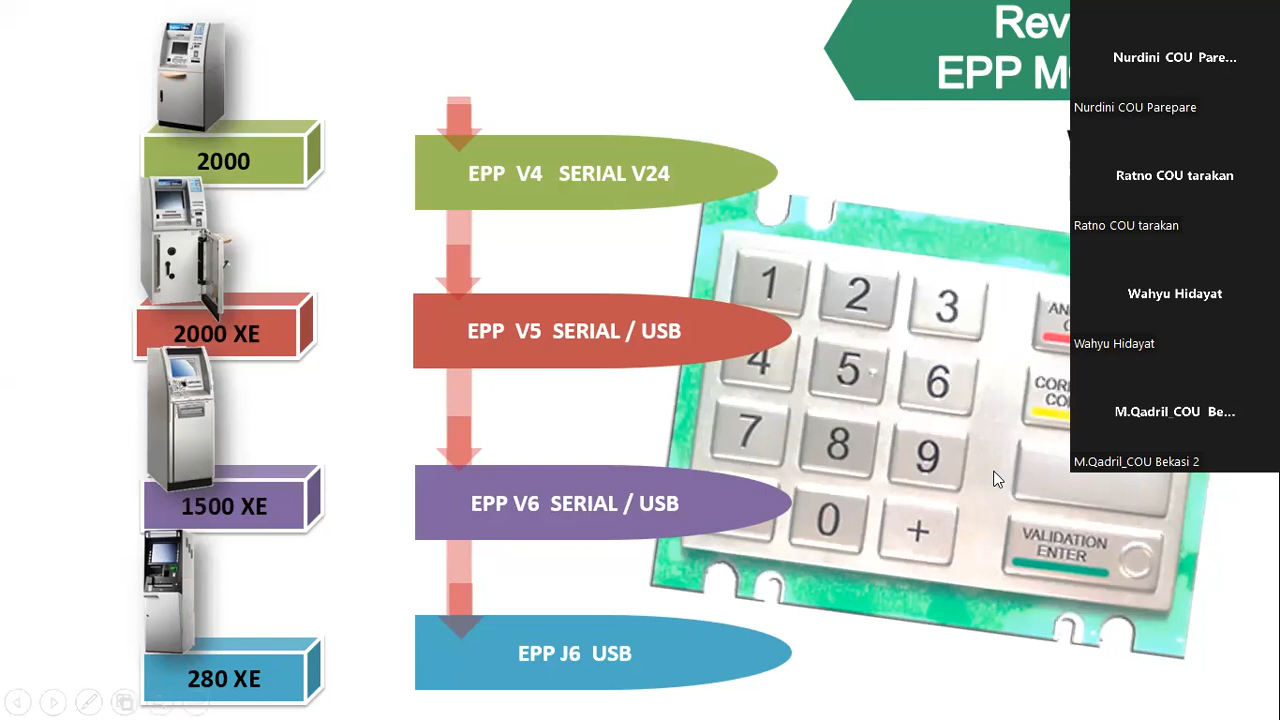 Rev
EPP M
2000
EPP V4 SERIAL V24
2000 XE
EPP V5 SERIAL / USB
1500 XE
EPP V6 SERIAL / USB
280 XE
EPP J6 USB
1
2
3
4
5
6
7
8
9
0
+
AN
COR
CO
VALIDATION
ENTER
Nurdini COU Pare...
Nurdini COU Parepare
Ratno COU tarakan
Ratno COU tarakan
Wahyu Hidayat
Wahyu Hidayat
M.Qadril_COU Be...
M.Qadril_COU Bekasi 2